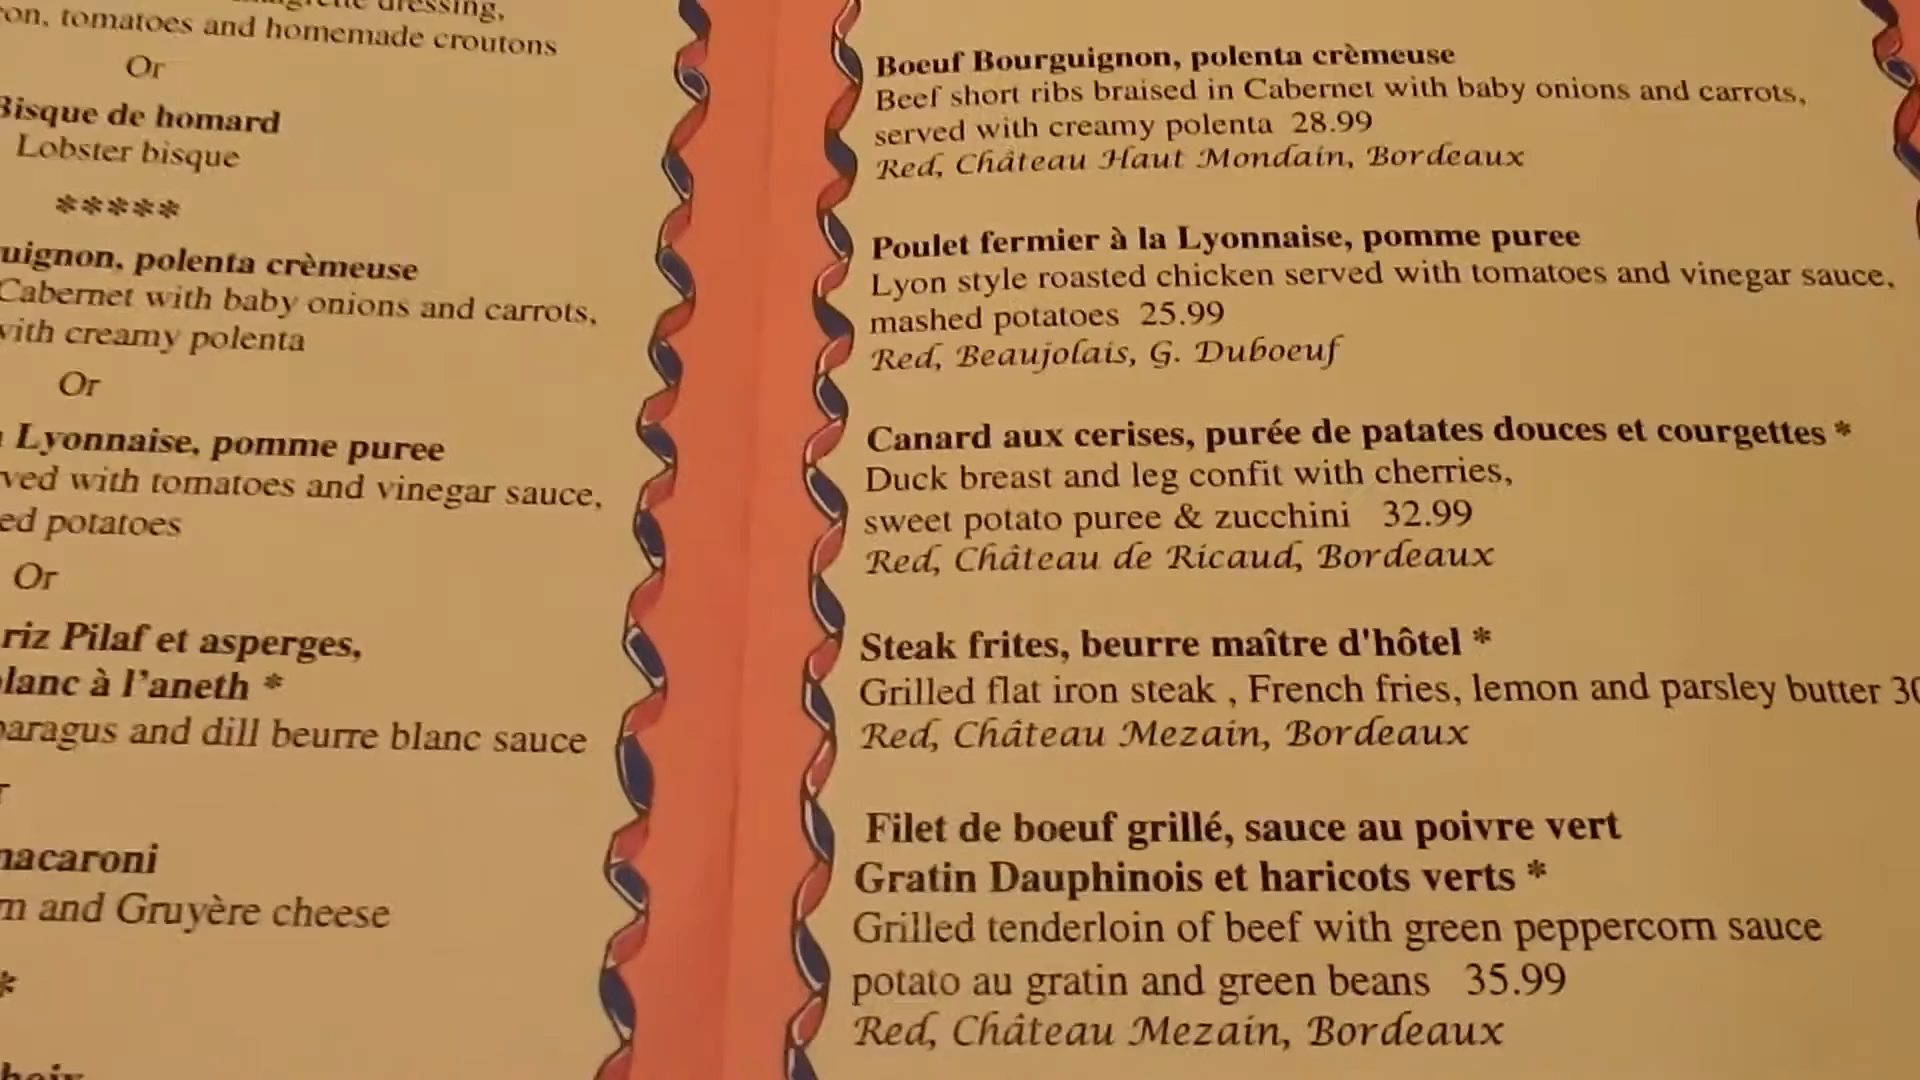 dressing,
tomatoes and homemade croutons
Or
Bisque de homard
Lobster bisque
*****
polenta crèmeuse
Cabernet with baby onions and carrots,
with creamy polenta
Or
Lyonnaise, pomme puree
with tomatoes and vinegar sauce,
potatoes
Or
riz Pilaf et asperges,
à l’aneth *
and dill beurre blanc sauce
macaroni
and Gruyère cheese
*
Boeuf Bourguignon, polenta crèmeuse
Beef short ribs braised in Cabernet with baby onions and carrots,
served with creamy polenta 28.99
Red, Château Haut Mondain, Bordeaux
Poulet fermier à la Lyonnaise, pomme puree
Lyon style roasted chicken served with tomatoes and vinegar sauce,
mashed potatoes 25.99
Red, Beaujolais, G. Duboeuf
Canard aux cerises, purée de patates douces et courgettes *
Duck breast and leg confit with cherries,
sweet potato puree & zucchini 32.99
Red, Château de Ricaud, Bordeaux
Steak frites, beurre maître d'hôtel *
Grilled flat iron steak , French fries, lemon and parsley butter
Red, Château Mezain, Bordeaux
Filet de boeuf grillé, sauce au poivre vert
Gratin Dauphinois et haricots verts *
Grilled tenderloin of beef with green peppercorn sauce
potato au gratin and green beans 35.99
Red, Château Mezain, Bordeaux